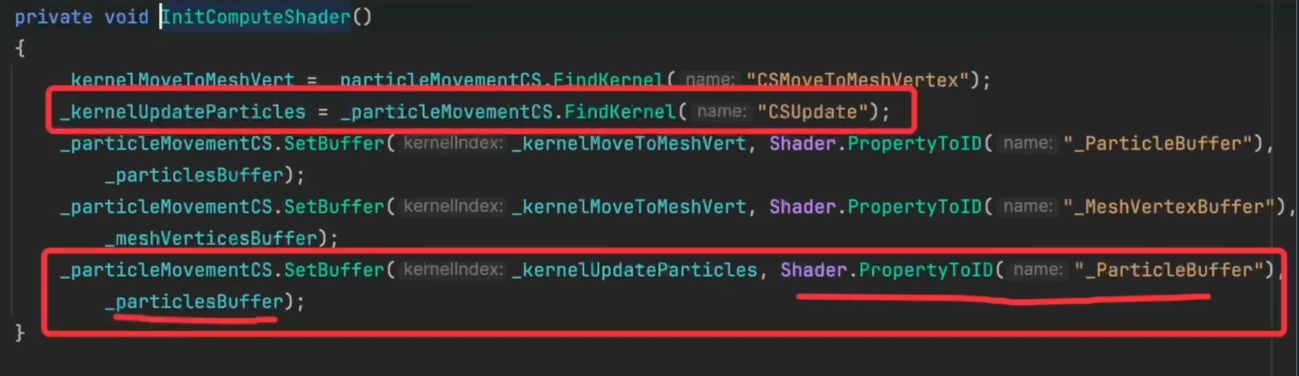 private void InitComputeShader()
{
_kernelMoveToMeshVert = _particleMovementCS.FindKernel( name: "CSMoveToMeshVertex");
_kernelUpdateParticles = _particleMovementCS.FindKernel( name: "CSUpdate");
_particleMovementCS.SetBuffer( kernelIndex: _kernelMoveToMeshVert, Shader.PropertyToID( name: "_ParticleBuffer"),
_particlesBuffer);
_particleMovementCS.SetBuffer( kernelIndex: _kernelMoveToMeshVert, Shader.PropertyToID( name: "_MeshVertexBuffer"),
_meshVerticesBuffer);
_particleMovementCS.SetBuffer( kernelIndex: _kernelUpdateParticles, Shader.PropertyToID( name: "_ParticleBuffer"),
_particlesBuffer);
}